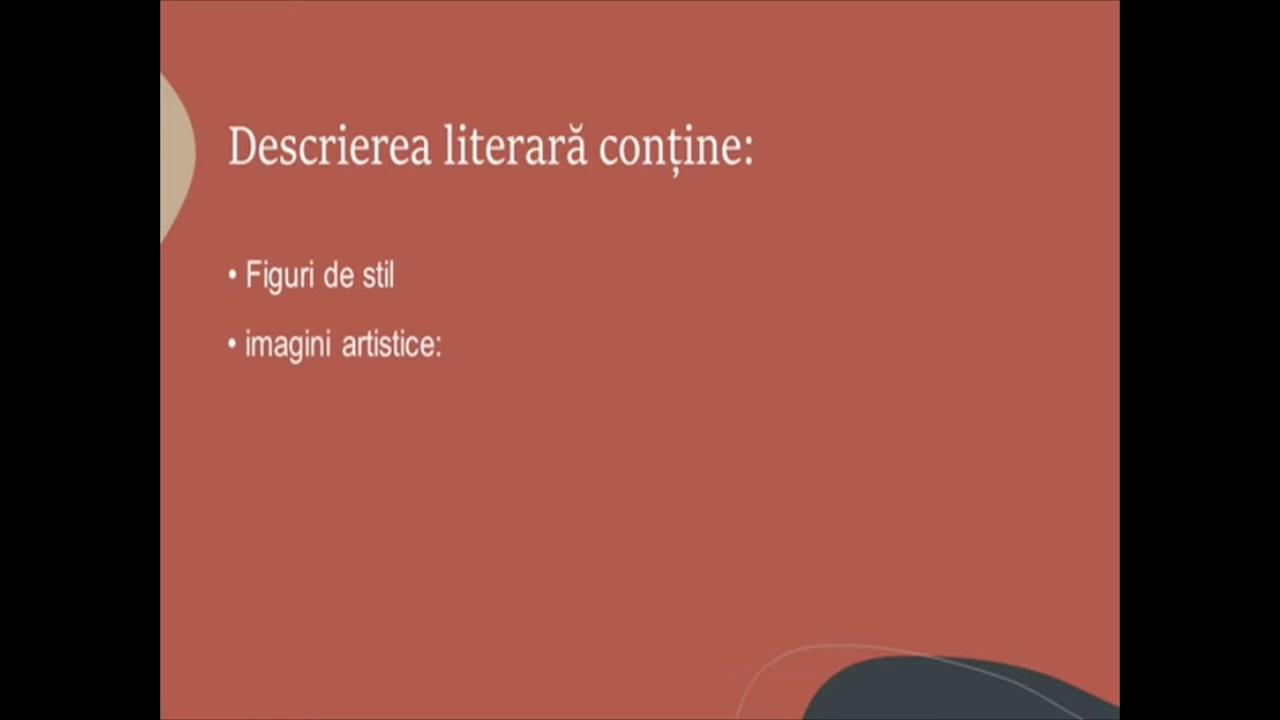 Descrierea literară conține:
• Figuri de stil
• imagini artistice: